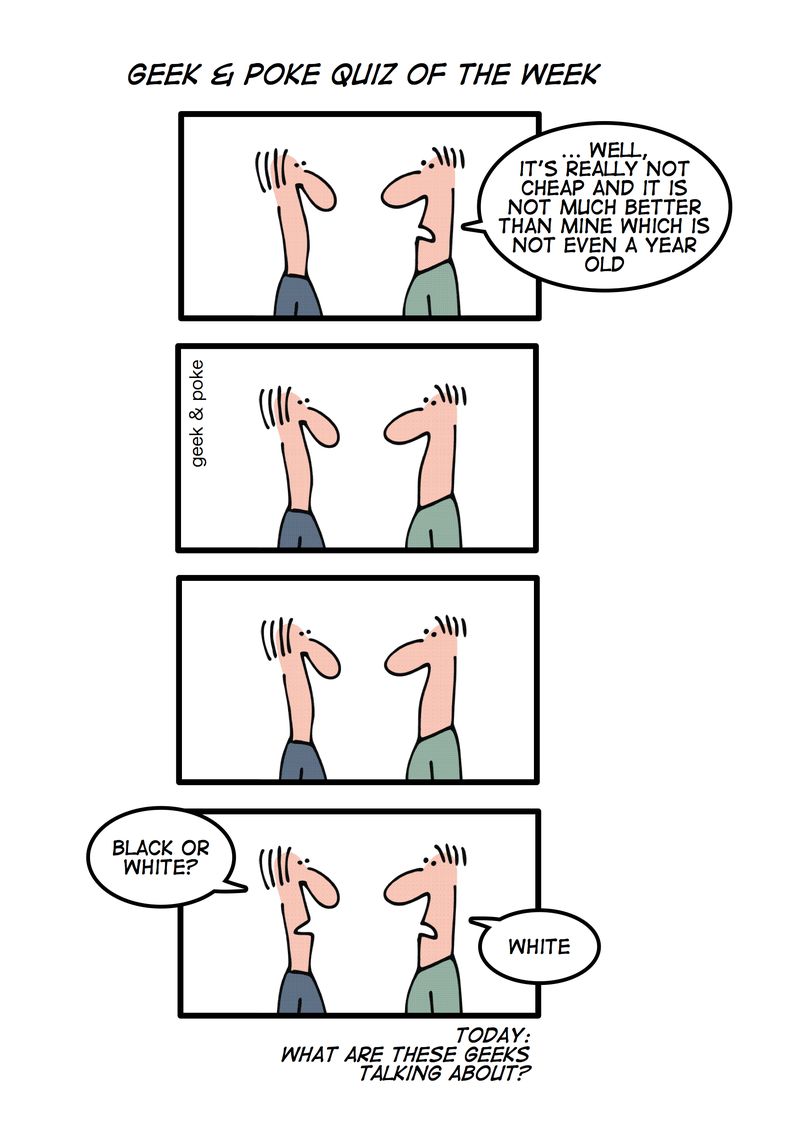 GEEK & POKE QUIZ OF THE WEEK
... WELL,
IT'S REALLY NOT
CHEAP AND IT IS
NOT MUCH BETTER
THAN MINE WHICH IS
NOT EVEN A YEAR
OLD
geek & poke
BLACK OR
WHITE?
WHITE
TODAY:
WHAT ARE THESE GEEKS
TALKING ABOUT?